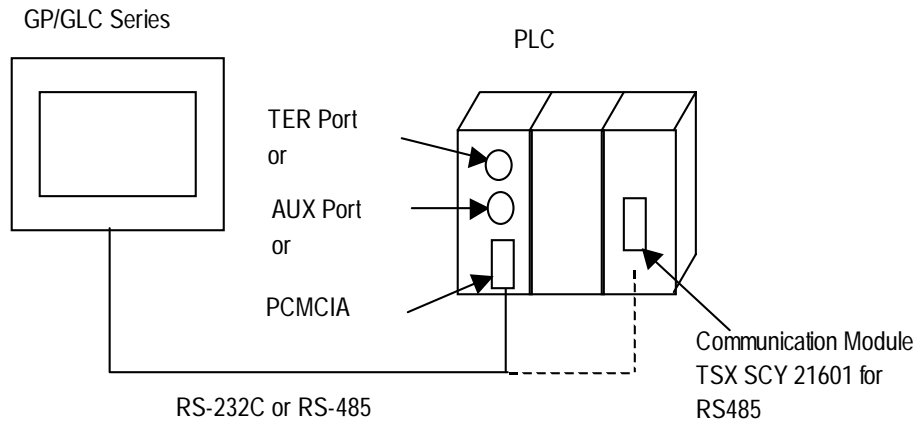 GP/GLC Series
PLC
TER Port
or
AUX Port
or
PCMCIA
Communication Module
TSX SCY 21601 for
RS485
RS-232C or RS-485